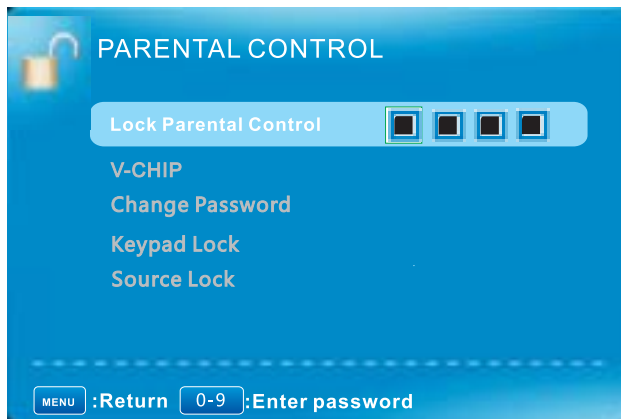 PARENTAL CONTROL
Lock Parental Control
V-CHIP
Change Password
Keypad Lock
Source Lock
MENU :Return 0-9 :Enter password